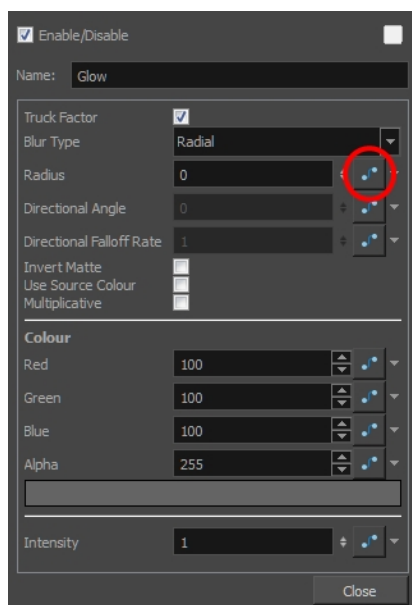 Enable/Disable
Name: Glow
Truck Factor
Blur Type Radial
Radius 0
Directional Angle 0
Directional Falloff Rate 1
Invert Matte
Use Source Colour
Multiplicative
Colour
Red 100
Green 100
Blue 100
Alpha 255
Intensity 1
Close